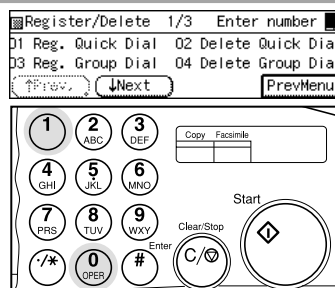 Register/Delete 1/3 Enter number
01 Reg. Quick Dial 02 Delete Quick Dia
03 Reg. Group Dial 04 Delete Group Dia
↑Prev. ↓Next PrevMenu
1 2 ABC 3 DEF
Copy Facsimile
4 GHI 5 JKL 6 MNO
Start
7 PRS 8 TUV 9 WXY
Clear/Stop
Enter
·/* 0 OPER # C/